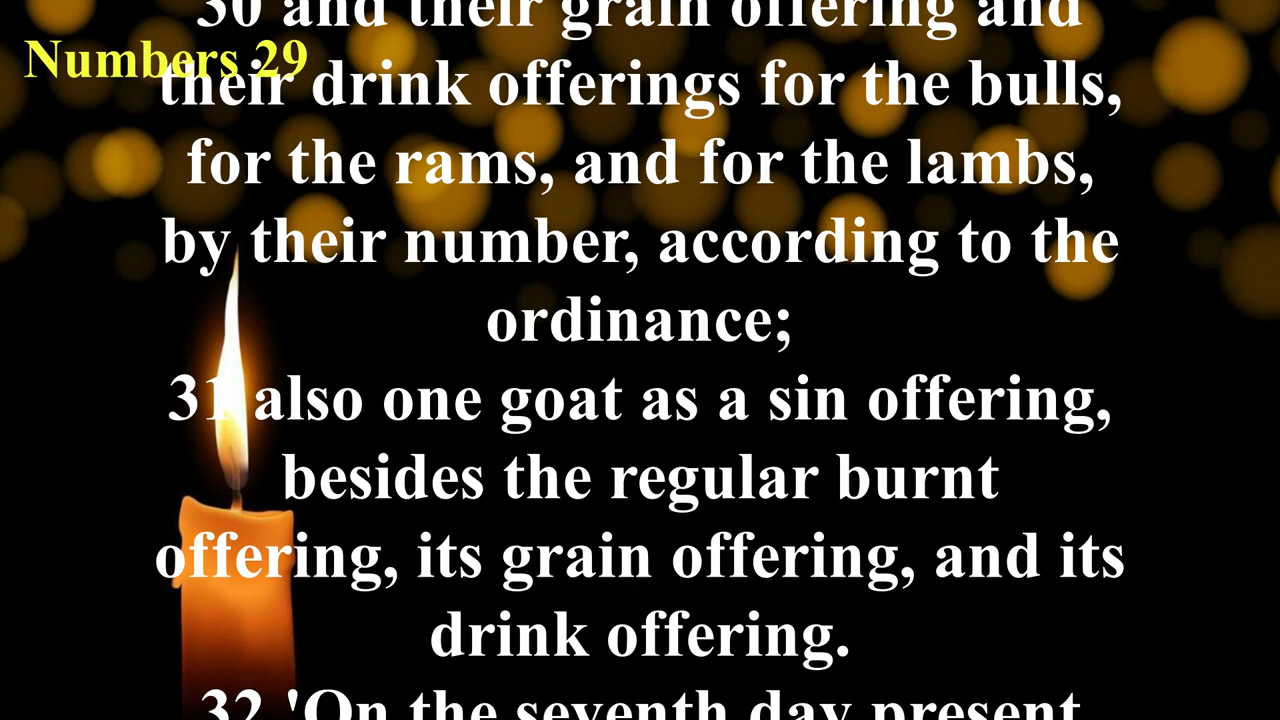 30 and their grain offering and
Numbers 29
their drink offerings for the bulls,
for the rams, and for the lambs,
by their number, according to the
ordinance;
31 also one goat as a sin offering,
besides the regular burnt
offering, its grain offering, and its
drink offering.
32 'On the seventh day present